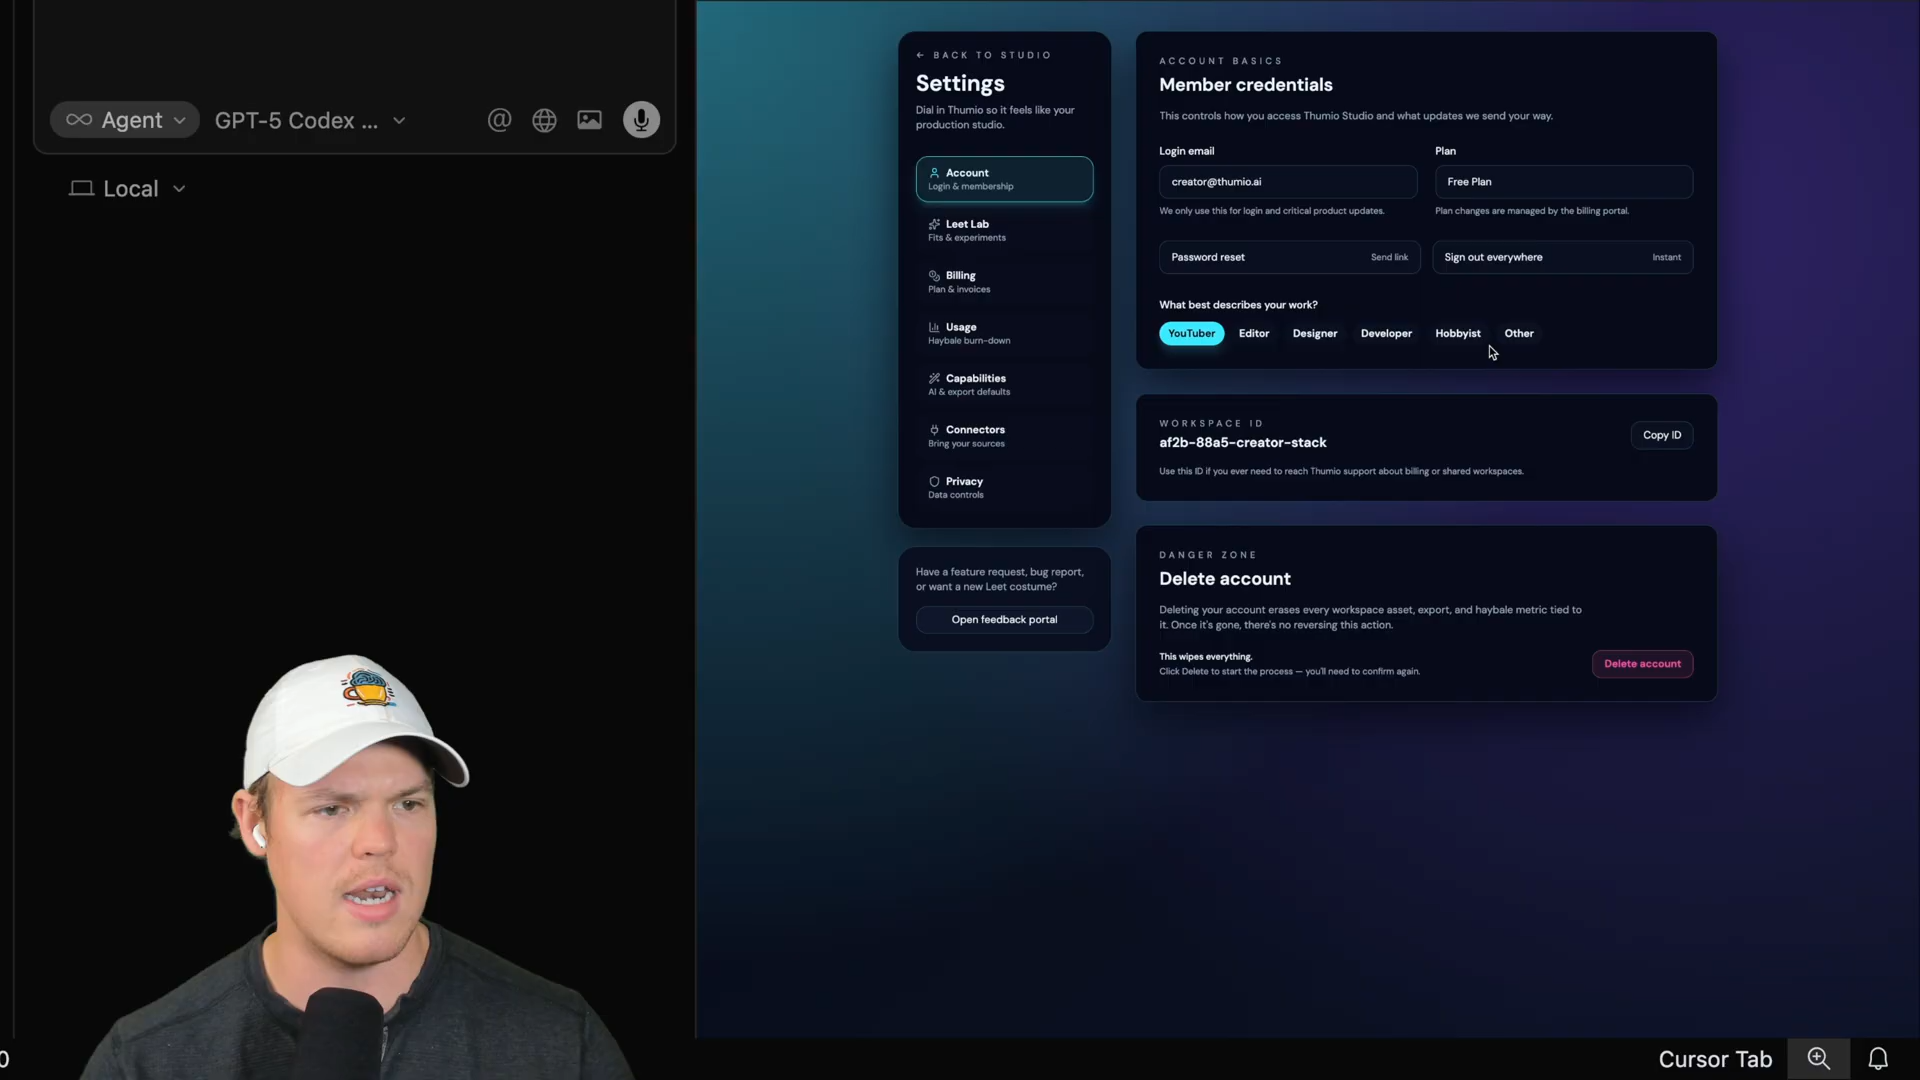 Agent
GPT-5 Codex ...
Local
← BACK TO STUDIO
Settings
Dial in Thumio so it feels like your
production studio.
Account
Login & membership
Leet Lab
Fits & experiments
Billing
Plan & invoices
Usage
Haybale burn-down
Capabilities
AI & export defaults
Connectors
Bring your sources
Privacy
Data controls
Have a feature request, bug report,
or want a new Leet costume?
Open feedback portal
ACCOUNT BASICS
Member credentials
This controls how you access Thumio Studio and what updates we send your way.
Login email
Plan
creator@thumio.ai
Free Plan
We only use this for login and critical product updates.
Plan changes are managed by the billing portal.
Password reset
Send link
Sign out everywhere
Instant
What best describes your work?
YouTuber
Editor
Designer
Developer
Hobbyist
Other
WORKSPACE ID
af2b-88a5-creator-stack
Copy ID
Use this ID if you ever need to reach Thumio support about billing or shared workspaces.
DANGER ZONE
Delete account
Deleting your account erases every workspace asset, export, and haybale metric tied to
it. Once it's gone, there's no reversing this action.
This wipes everything.
Click Delete to start the process — you'll need to confirm again.
Delete account
Cursor Tab